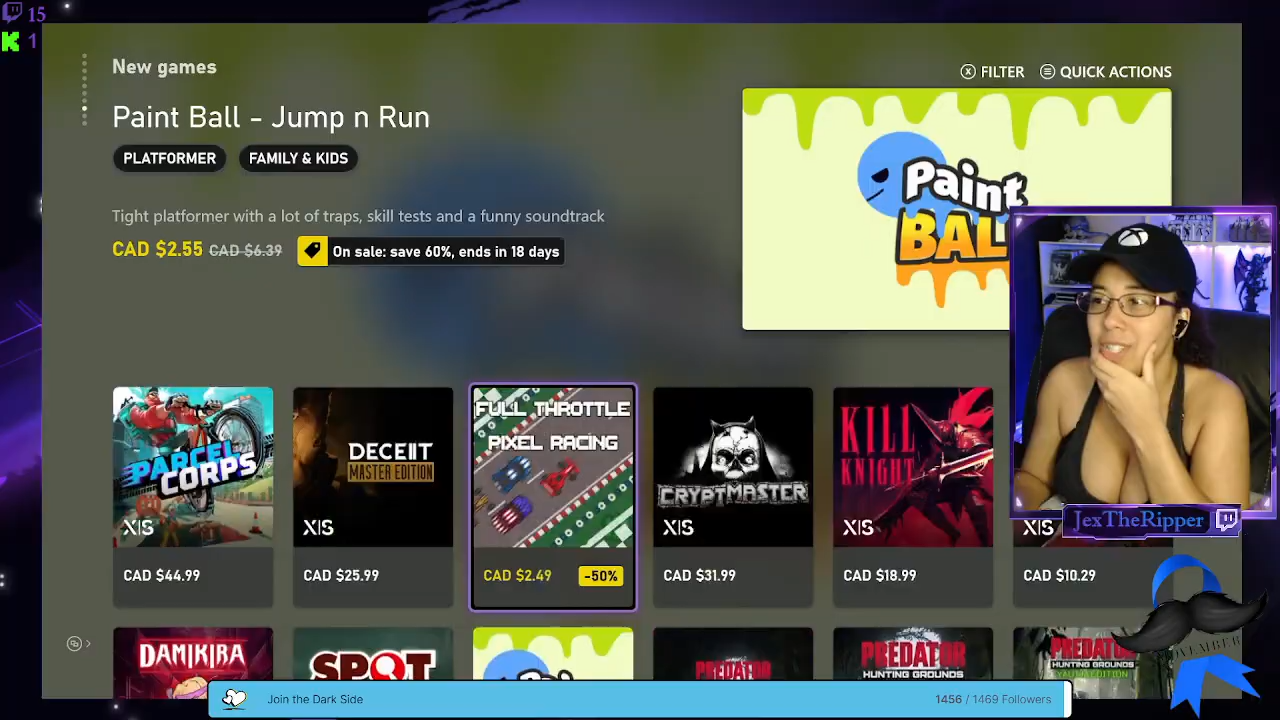 15
1
New games
FILTER
QUICK ACTIONS
Paint Ball - Jump n Run
PLATFORMER
FAMILY & KIDS
Tight platformer with a lot of traps, skill tests and a funny soundtrack
CAD $2.55 CAD $6.39 On sale: save 60%, ends in 18 days
Paint
BAL
PARCEL
CORPS
X|S
CAD $44.99
DECEIT
MASTER EDITION
X|S
CAD $25.99
FULL THROTTLE
PIXEL RACING
CAD $2.49
-50%
CRYPTMASTER
X|S
CAD $31.99
KILL
KNIGHT
X|S
CAD $18.99
X|S
CAD $10.29
JexTheRipper
DAMIKIRA
SPOT
PREDATOR
PREDATOR
HUNTING GROUNDS
PREDATOR
HUNTING GROUNDS
Join the Dark Side
1456 / 1469 Followers